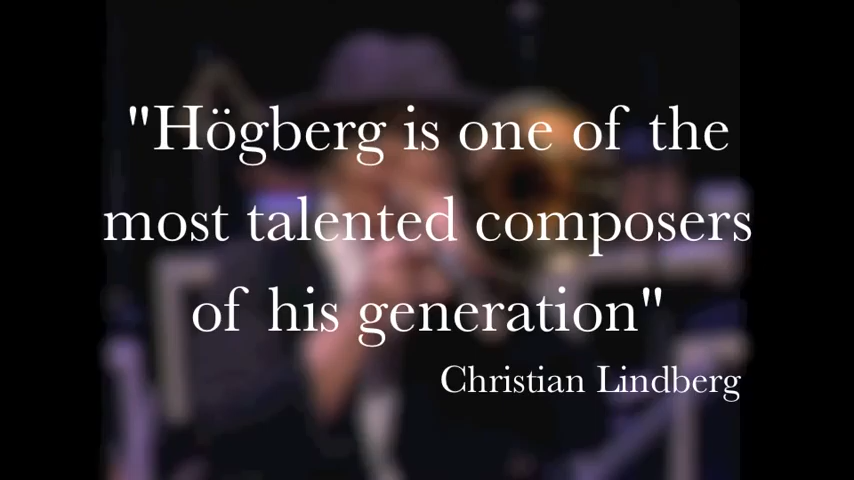 "Högberg is one of the
most talented composers
of his generation"
Christian Lindberg